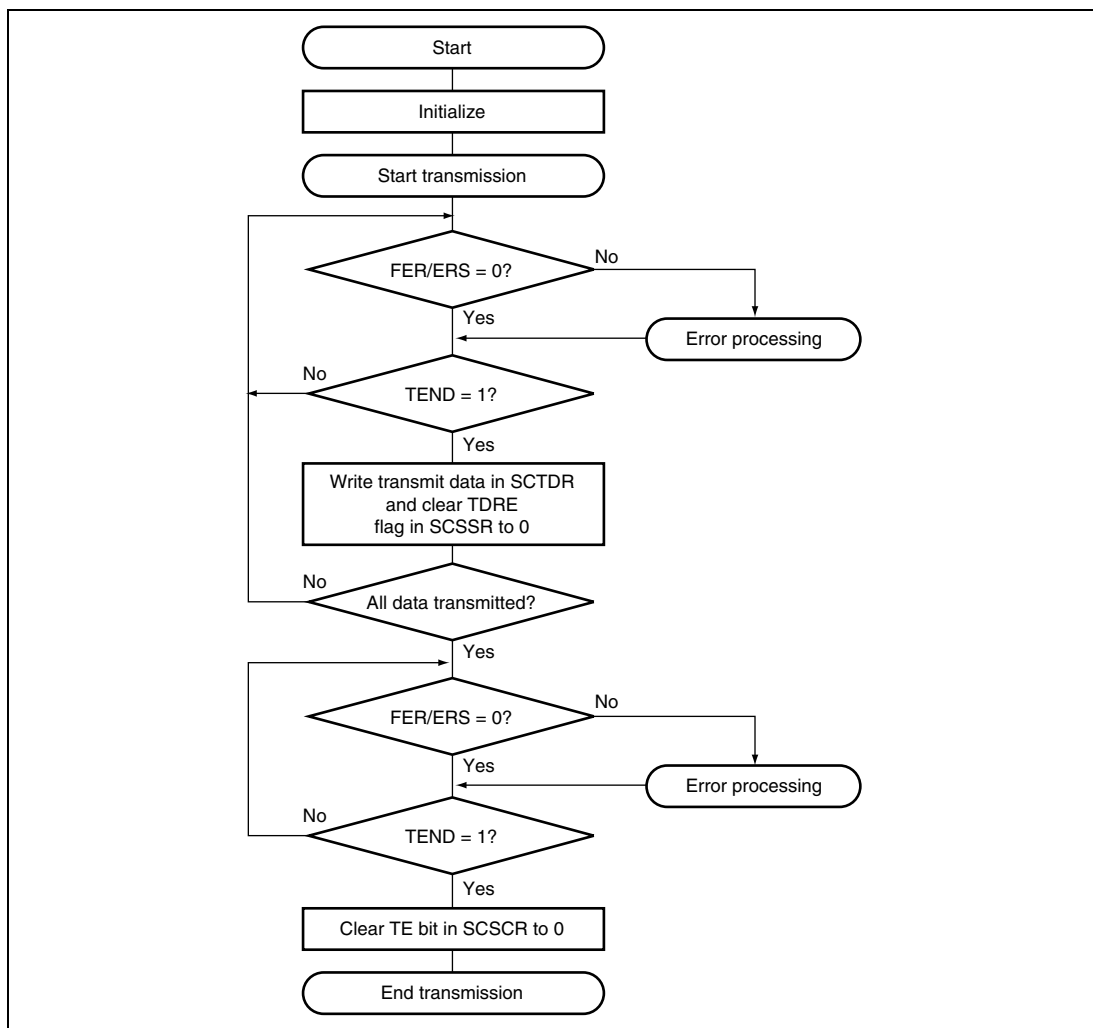 Start
Initialize
Start transmission
FER/ERS = 0?
No
Yes
Error processing
No
TEND = 1?
Yes
Write transmit data in SCTDR
and clear TDRE
flag in SCSSR to 0
No
All data transmitted?
Yes
FER/ERS = 0?
No
Yes
Error processing
No
TEND = 1?
Yes
Clear TE bit in SCSCR to 0
End transmission